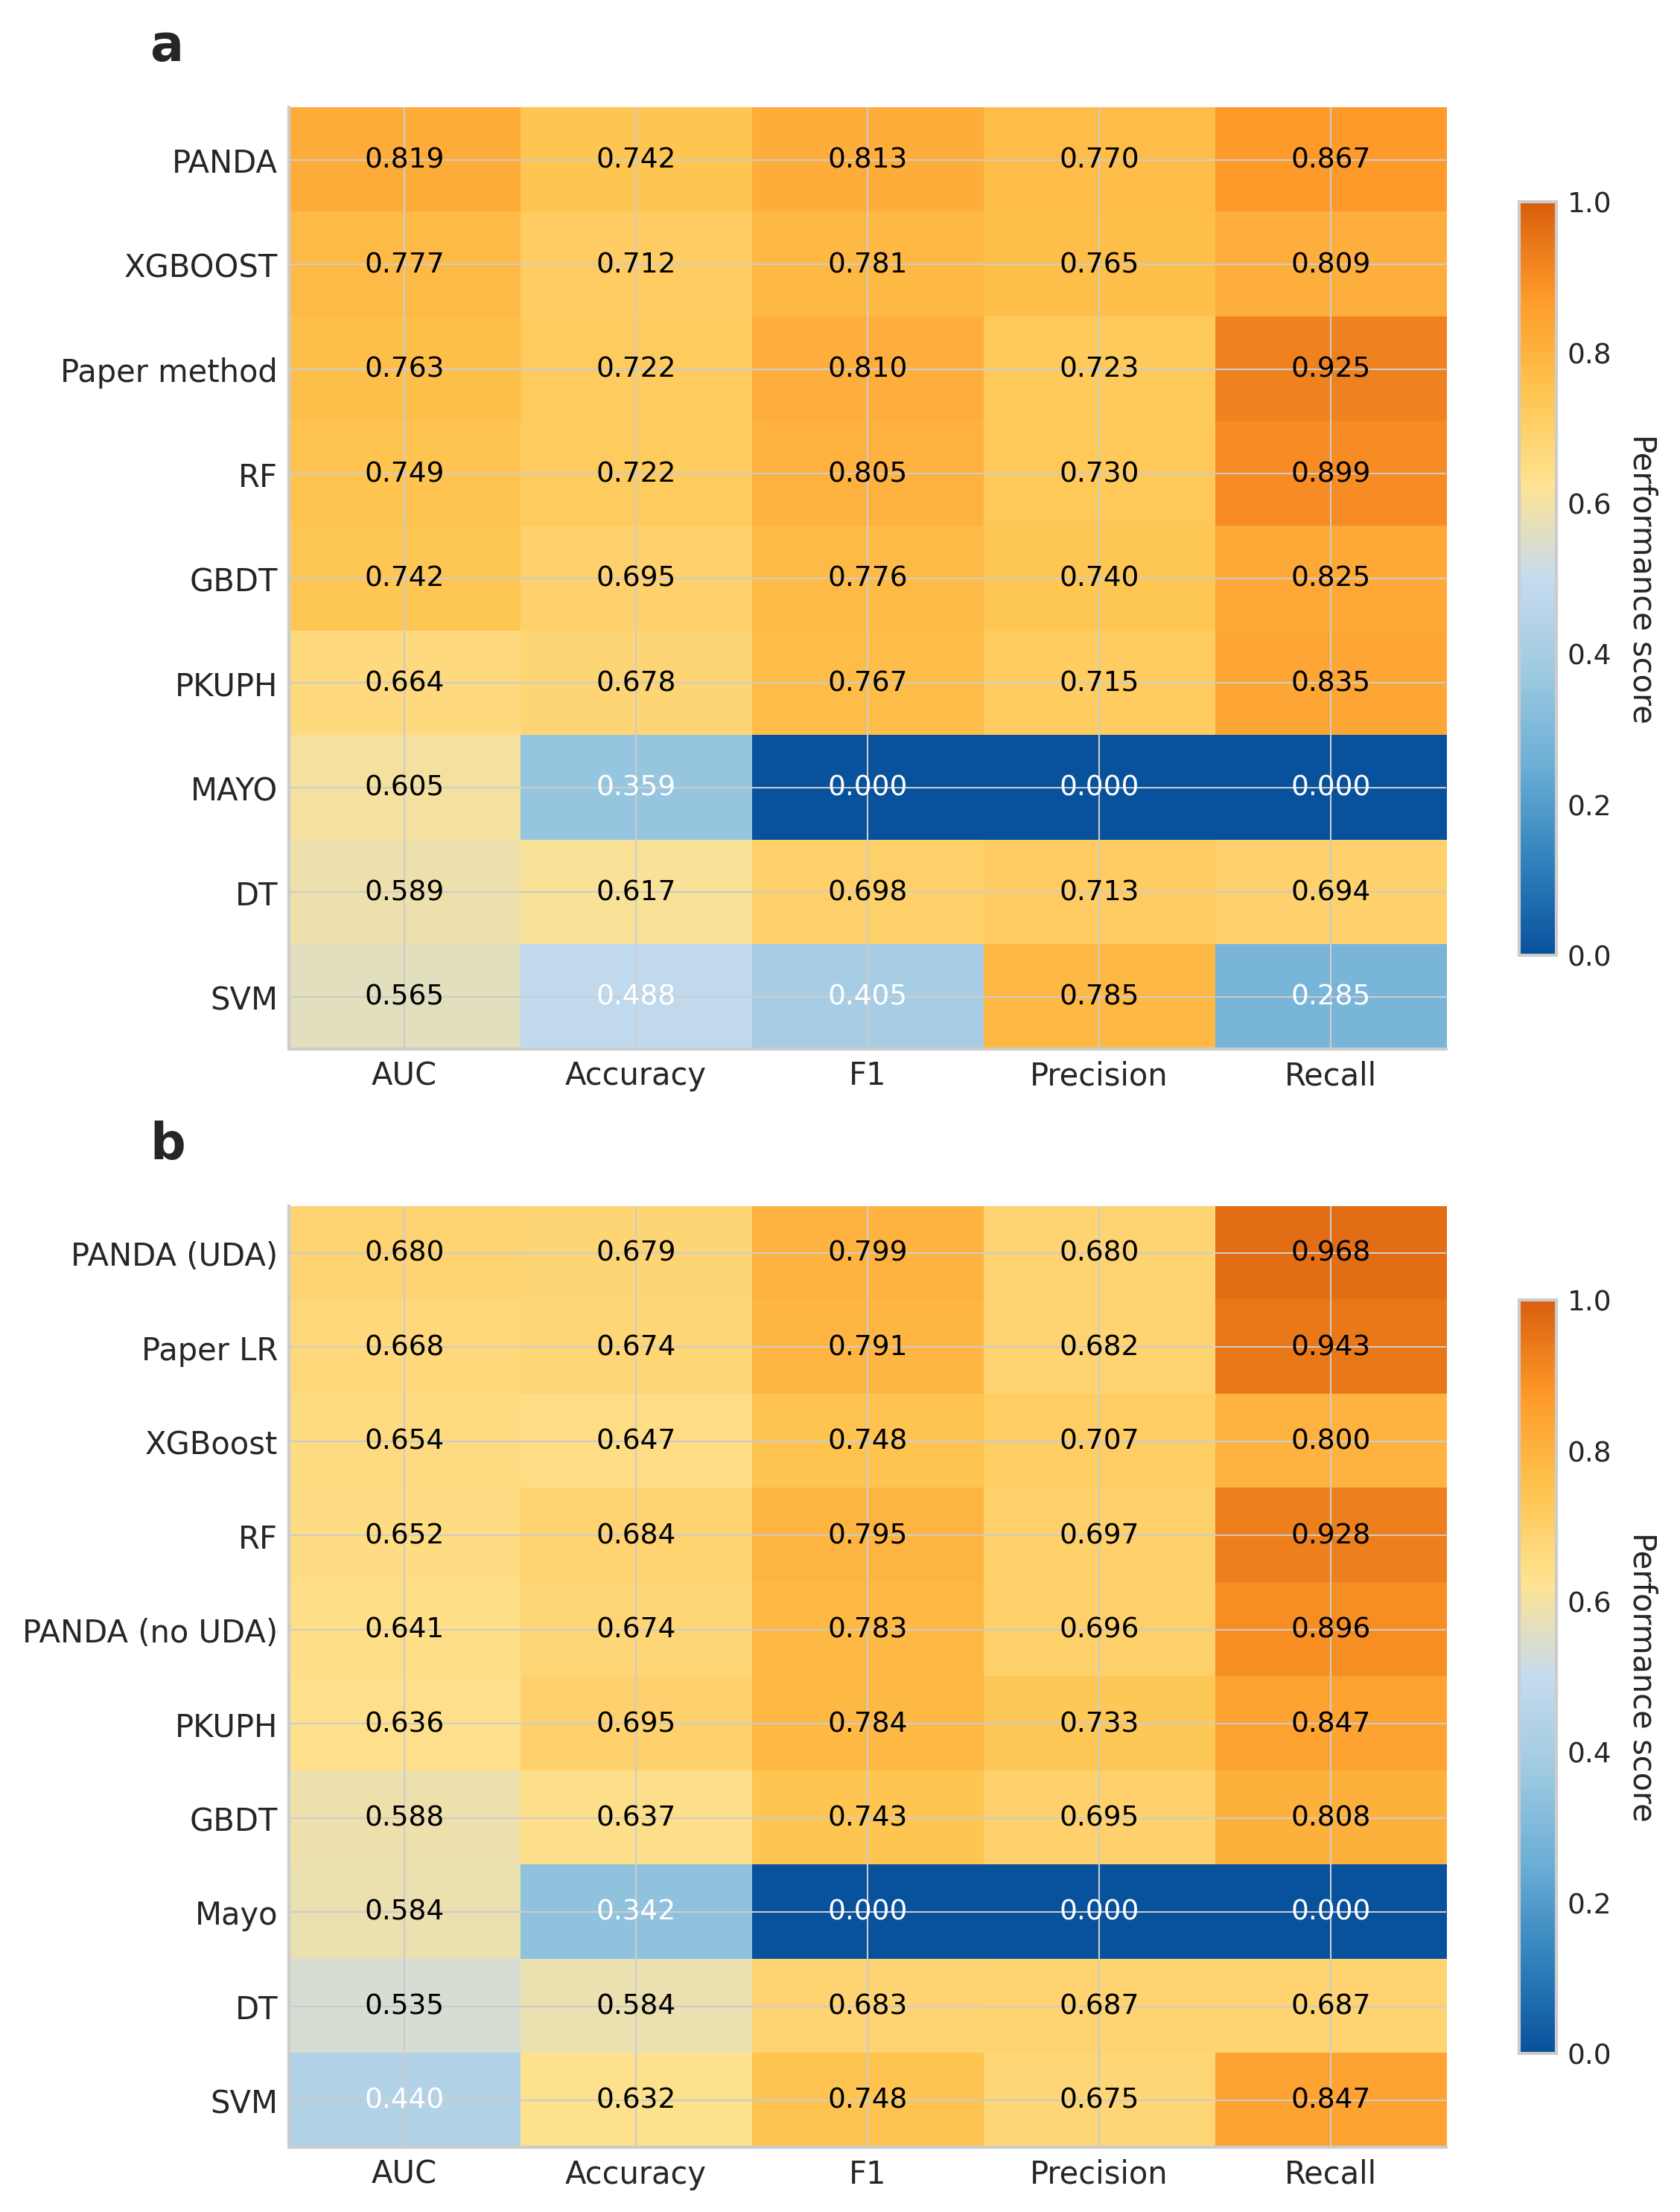 a
PANDA 0.819 0.742 0.813 0.770 0.867
XGBOOST 0.777 0.712 0.781 0.765 0.809
Paper method 0.763 0.722 0.810 0.723 0.925
RF 0.749 0.722 0.805 0.730 0.899
GBDT 0.742 0.695 0.776 0.740 0.825
PKUPH 0.664 0.678 0.767 0.715 0.835
MAYO 0.605 0.359 0.000 0.000 0.000
DT 0.589 0.617 0.698 0.713 0.694
SVM 0.565 0.488 0.405 0.785 0.285
AUC Accuracy F1 Precision Recall
1.0
0.8
0.6
0.4
0.2
0.0
Performance score
b
PANDA (UDA) 0.680 0.679 0.799 0.680 0.968
Paper LR 0.668 0.674 0.791 0.682 0.943
XGBoost 0.654 0.647 0.748 0.707 0.800
RF 0.652 0.684 0.795 0.697 0.928
PANDA (no UDA) 0.641 0.674 0.783 0.696 0.896
PKUPH 0.636 0.695 0.784 0.733 0.847
GBDT 0.588 0.637 0.743 0.695 0.808
Mayo 0.584 0.342 0.000 0.000 0.000
DT 0.535 0.584 0.683 0.687 0.687
SVM 0.440 0.632 0.748 0.675 0.847
AUC Accuracy F1 Precision Recall
1.0
0.8
0.6
0.4
0.2
0.0
Performance score